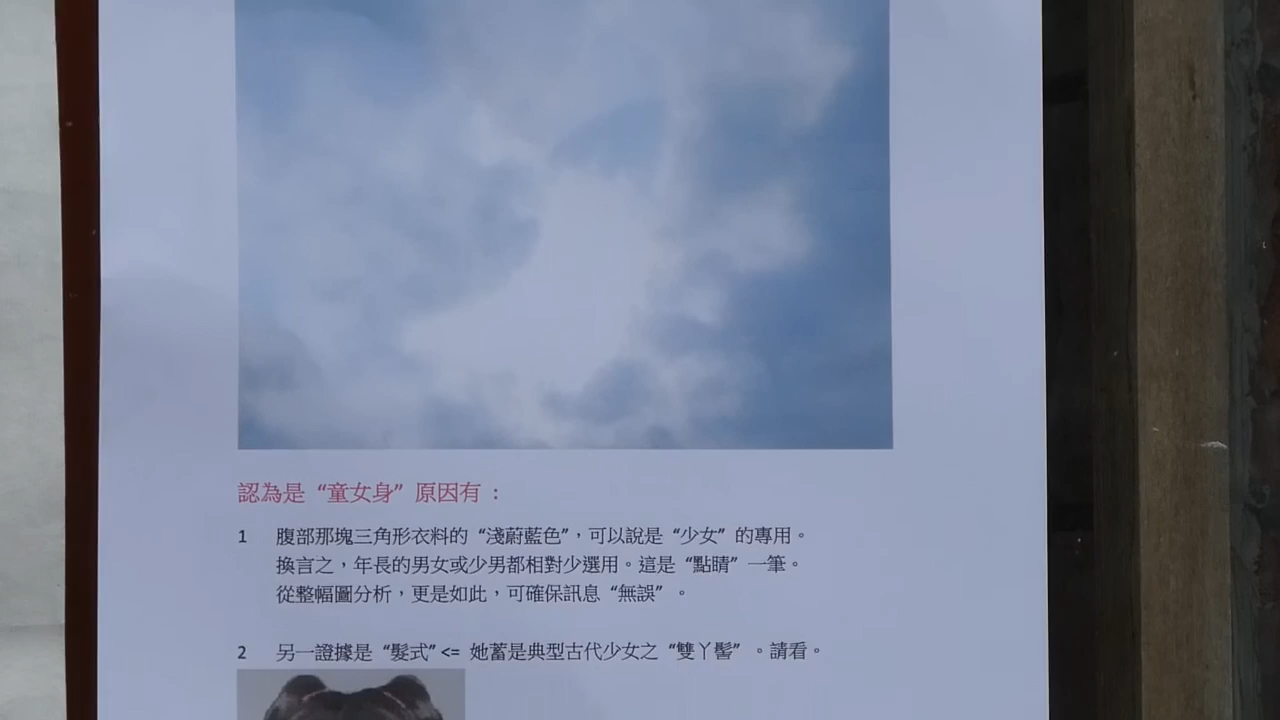 認為是 “童女身” 原因有：
1 腹部那塊三角形衣料的 “淺蔚藍色”，可以說是 “少女” 的專用。
換言之，年長的男女或少男都相對少選用。這是 “點睛” 一筆。
從整幅圖分析，更是如此，可確保訊息 “無誤” 。
2 另一證據是 “髮式” <= 她蓄是典型古代少女之 “雙丫髻” 。請看。